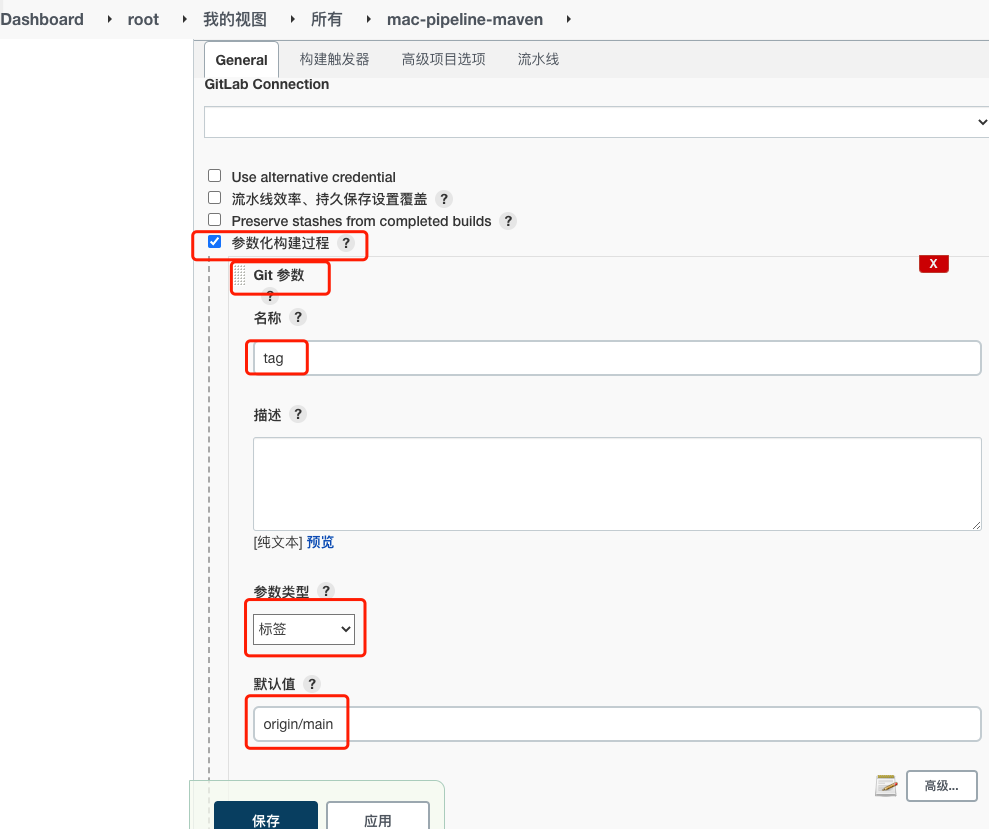 Dashboard root 我的视图 所有 mac-pipeline-maven
General 构建触发器 高级项目选项 流水线
GitLab Connection
Use alternative credential
流水线效率、持久保存设置覆盖 ?
Preserve stashes from completed builds ?
参数化构建过程 ?
X
Git 参数
?
名称 ?
tag
描述 ?
[纯文本] 预览
参数类型 ?
标签
默认值 ?
origin/main
高级...
保存 应用